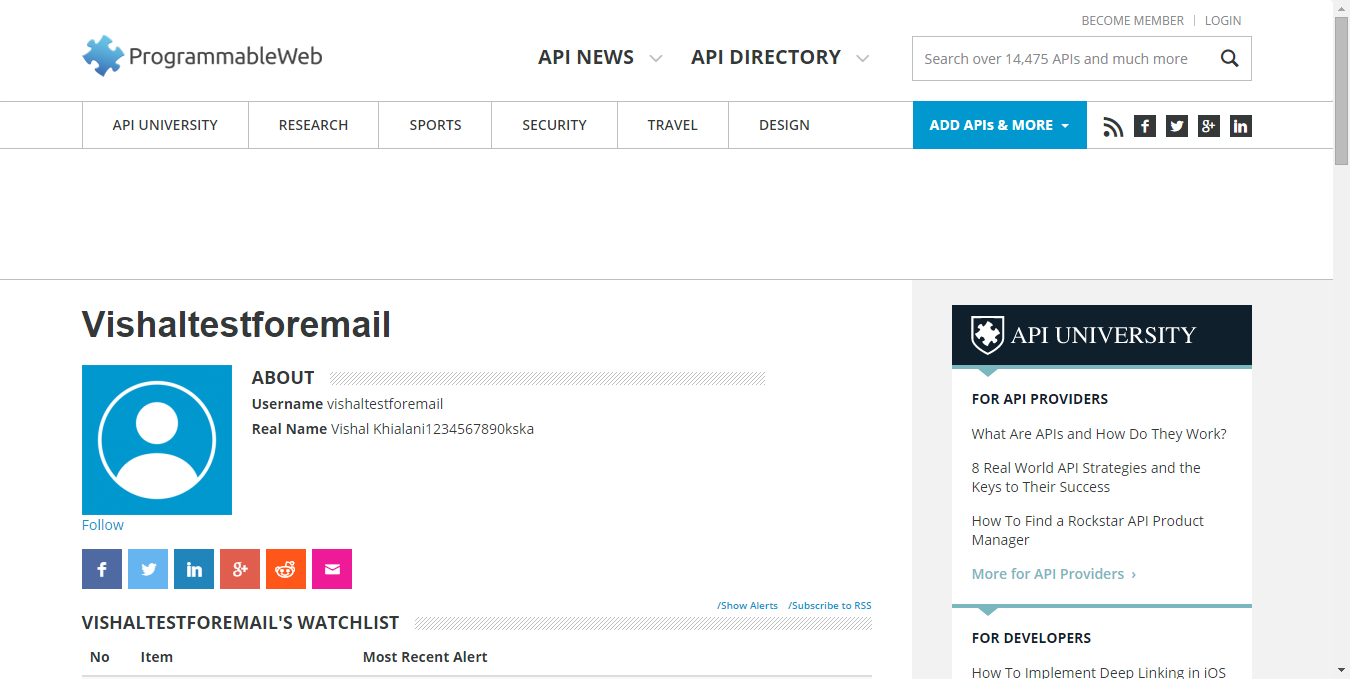 BECOME MEMBER | LOGIN
ProgrammableWeb
API NEWS API DIRECTORY
Search over 14,475 APIs and much more
API UNIVERSITY RESEARCH SPORTS SECURITY TRAVEL DESIGN
ADD APIs & MORE
Vishaltestforemail
ABOUT
Username vishaltestforemail
Real Name Vishal Khialani1234567890kska
Follow
/Show Alerts /Subscribe to RSS
VISHALTESTFOREMAIL'S WATCHLIST
No Item Most Recent Alert
API UNIVERSITY
FOR API PROVIDERS
What Are APIs and How Do They Work?
8 Real World API Strategies and the
Keys to Their Success
How To Find a Rockstar API Product
Manager
More for API Providers ›
FOR DEVELOPERS
How To Implement Deep Linking in iOS